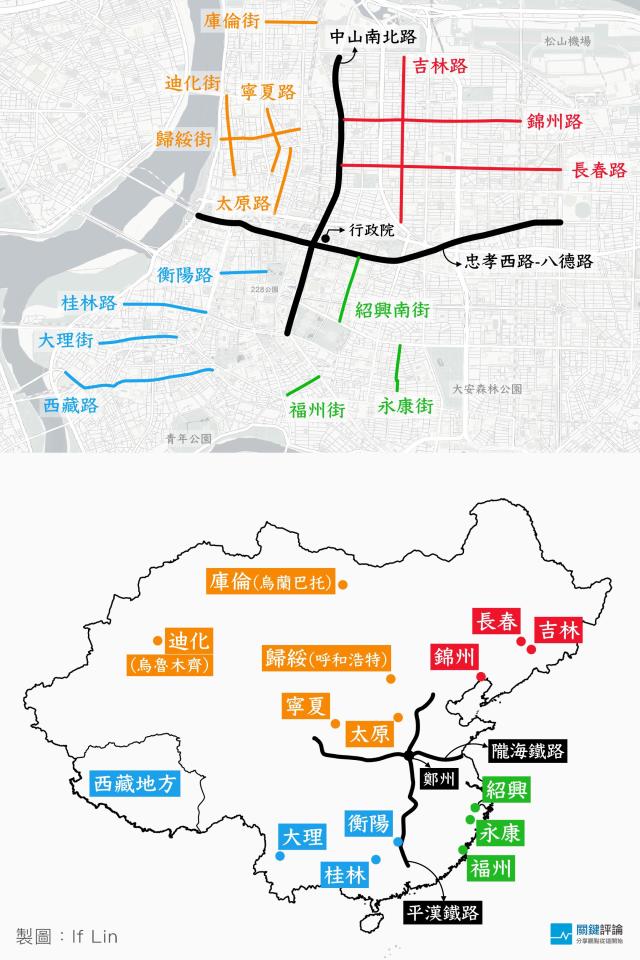 庫倫街
中山南北路
松山機場
吉林路
迪化街
寧夏路
錦州路
歸綏街
長春路
太原路
行政院
忠孝西路-八德路
衡陽路
228公園
桂林路
紹興南街
大理街
西藏路
福州街
永康街
大安森林公園
青年公園
庫倫(烏蘭巴托)
長春
吉林
迪化
(烏魯木齊)
歸綏(呼和浩特)
錦州
寧夏
太原
隴海鐵路
鄭州
西藏地方
紹興
衡陽
永康
大理
桂林
福州
平漢鐵路
製圖：If Lin
關鍵評論
分享觀點從這開始